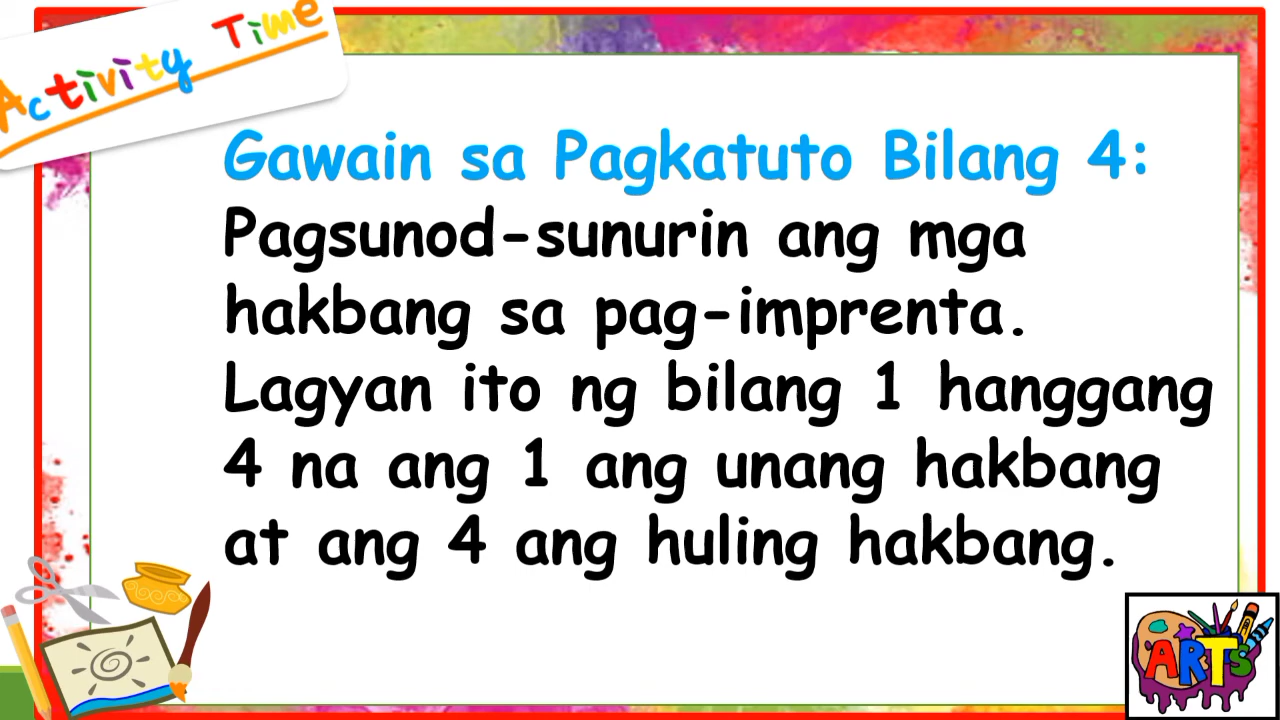 Activity Time
Gawain sa Pagkatuto Bilang 4:
Pagsunod-sunurin ang mga
hakbang sa pag-imprenta.
Lagyan ito ng bilang 1 hanggang
4 na ang 1 ang unang hakbang
at ang 4 ang huling hakbang.
ARTS